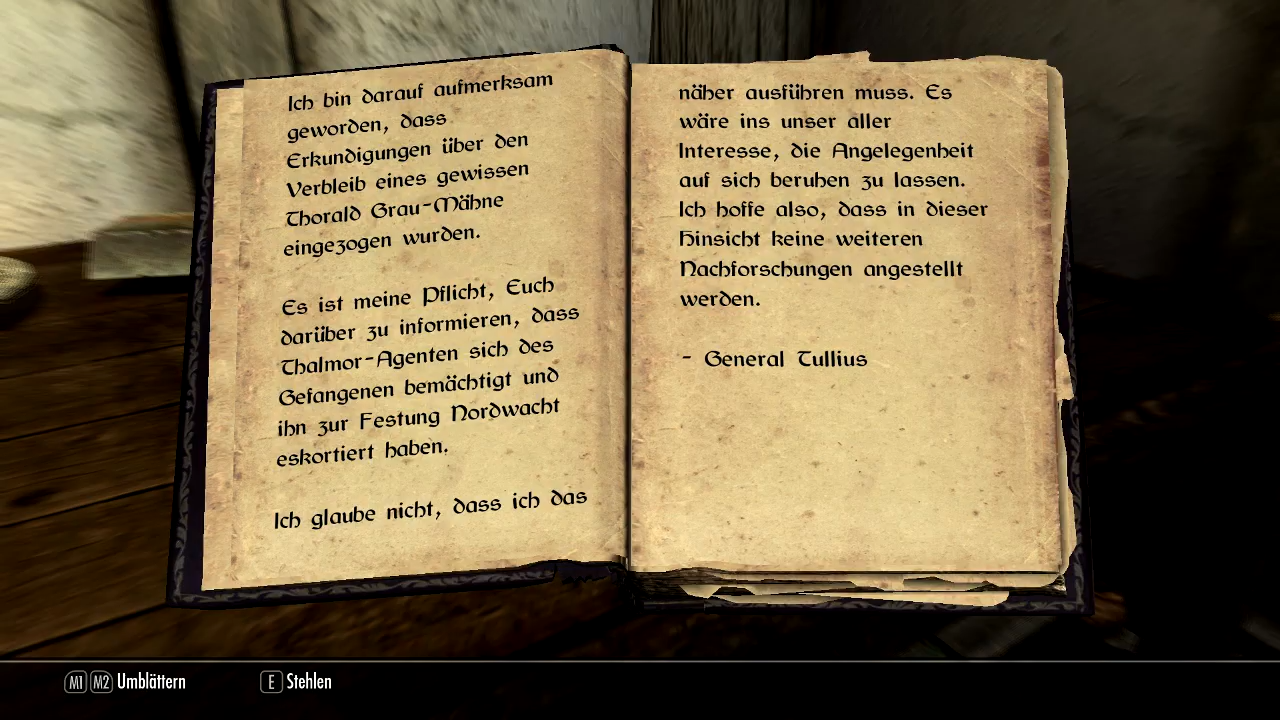 Ich bin darauf aufmerksam
geworden, dass
Erkundigungen über den
Verbleib eines gewissen
Thorald Grau-Mähne
eingezogen wurden.
Es ist meine Pflicht, Euch
darüber zu informieren, dass
Thalmor-Agenten sich des
Gefangenen bemächtigt und
ihn zur Festung Nordwacht
eskortiert haben.
Ich glaube nicht, dass ich das
näher ausführen muss. Es
wäre ins unser aller
Interesse, die Angelegenheit
auf sich beruhen zu lassen.
Ich hoffe also, dass in dieser
Hinsicht keine weiteren
Nachforschungen angestellt
werden.
- General Tullius
M1 M2 Umblättern
E Stehlen